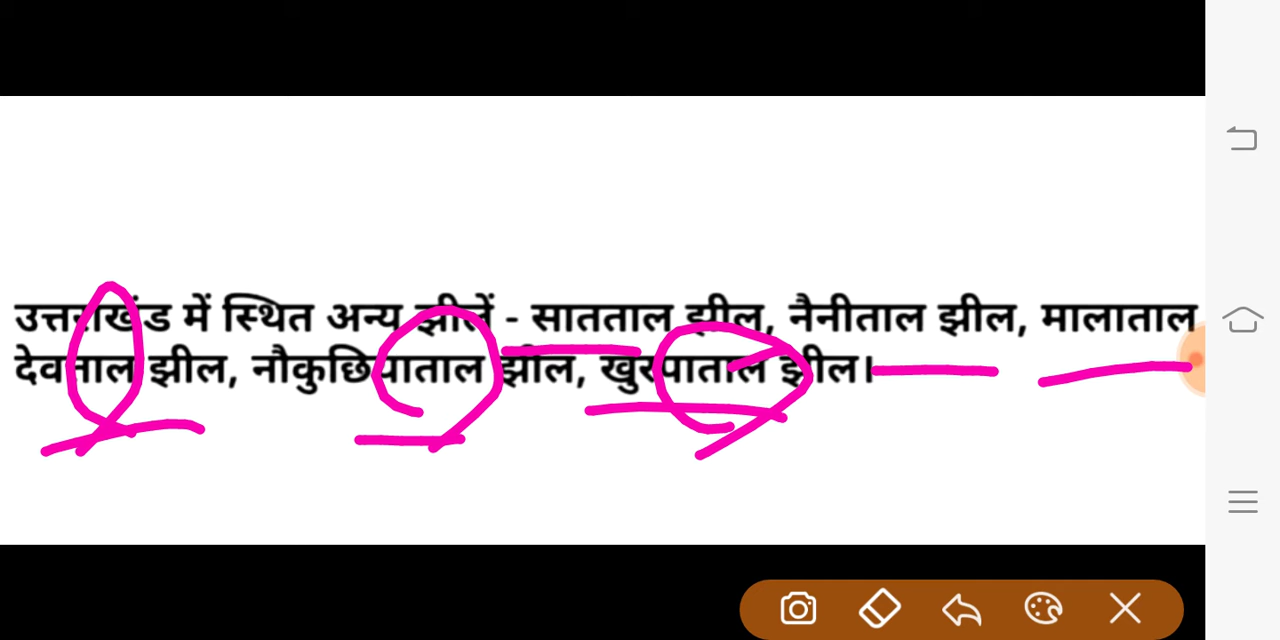 उत्तराखंड में स्थित अन्य झीलें - सातताल झील, नैनीताल झील, मालाताल
देवताल झील, नौकुछियाताल झील, खुरपाताल झील।